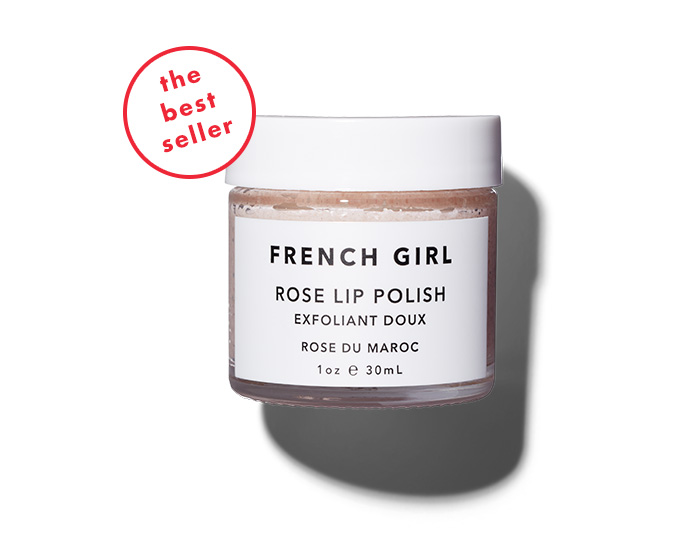 the
best
seller
FRENCH GIRL
ROSE LIP POLISH
EXFOLIANT DOUX
ROSE DU MAROC
1oz ℮ 30mL